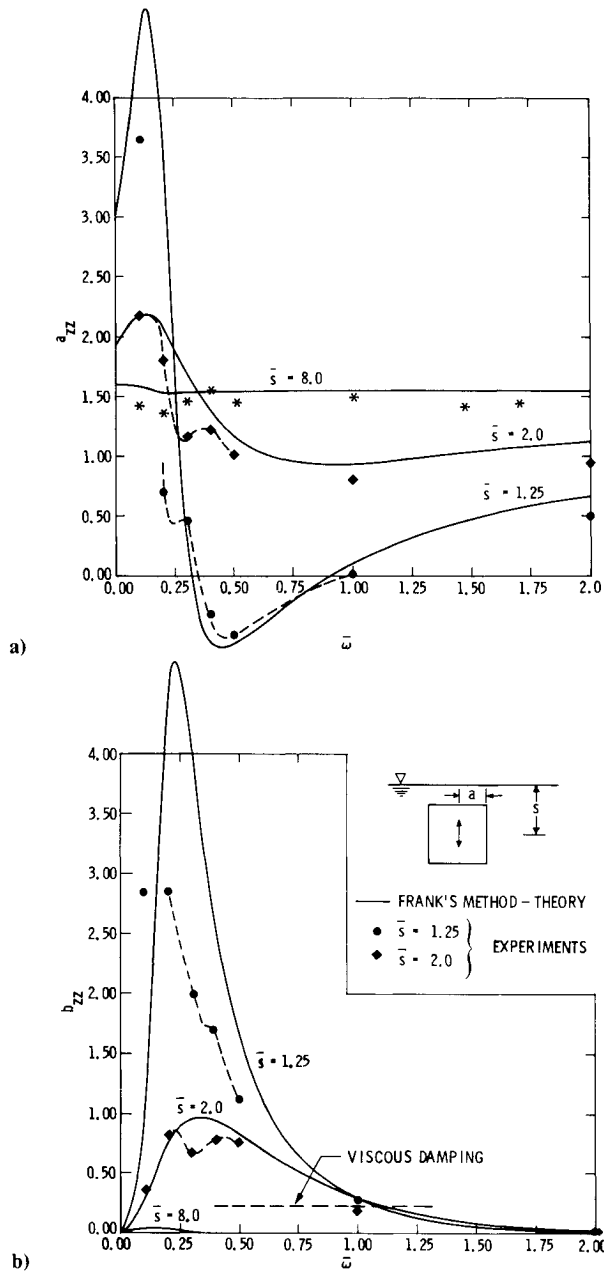 4.00
3.50
3.00
2.50
2.00
1.50
1.00
0.50
0.00
a_zz
s̄ = 8.0
s̄ = 2.0
s̄ = 1.25
0.25 0.50 0.75 1.00 1.25 1.50 1.75 2.0
ω̄
a)
4.00
3.50
3.00
2.50
2.00
1.50
1.00
0.50
0.00
b_zz
a
s
FRANK'S METHOD – THEORY
s̄ = 1.25
s̄ = 2.0
EXPERIMENTS
s̄ = 1.25
s̄ = 2.0
VISCOUS DAMPING
s̄ = 8.0
0.00 0.25 0.50 0.75 1.00 1.25 1.50 1.75 2.0
ω̄
b)